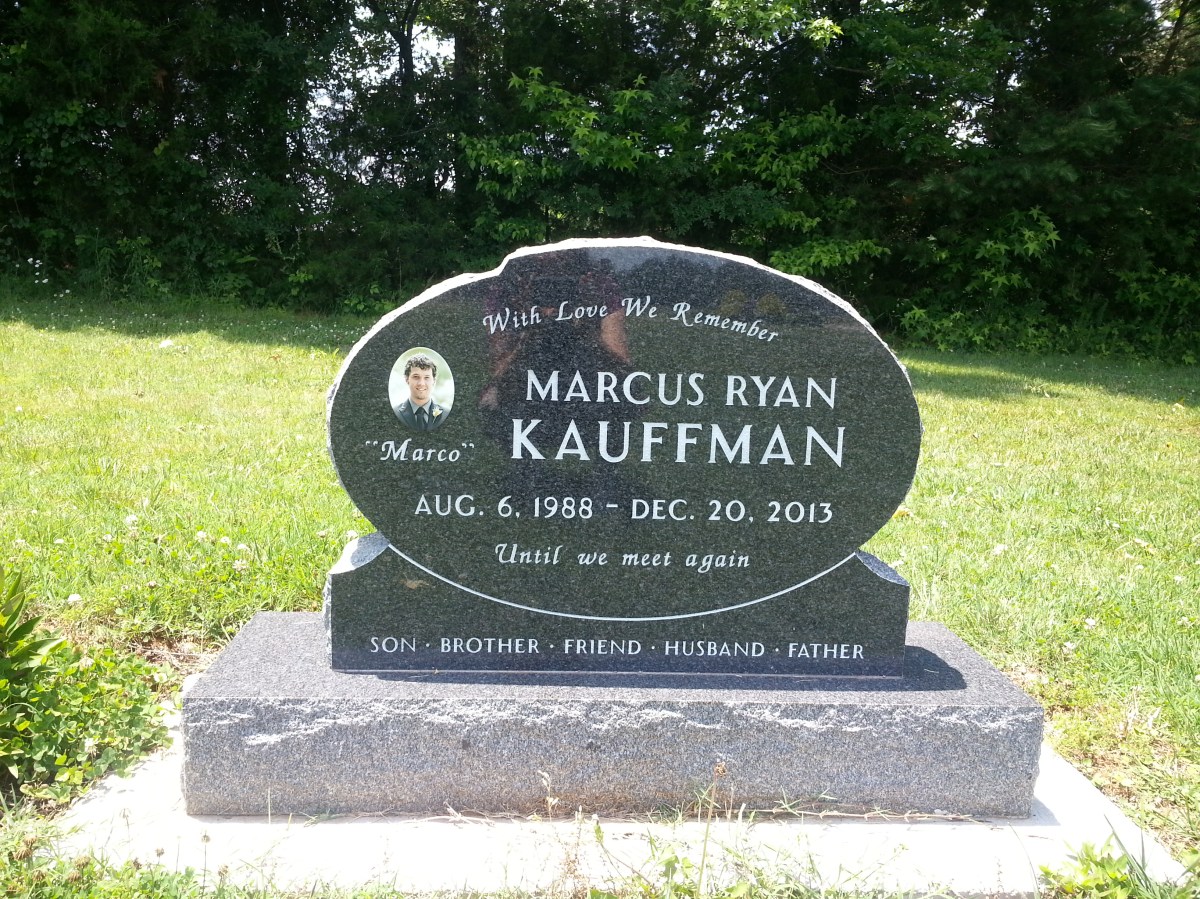 With Love We Remember
MARCUS RYAN
KAUFFMAN
"Marco"
AUG. 6, 1988 - DEC. 20, 2013
Until we meet again
SON · BROTHER · FRIEND · HUSBAND · FATHER